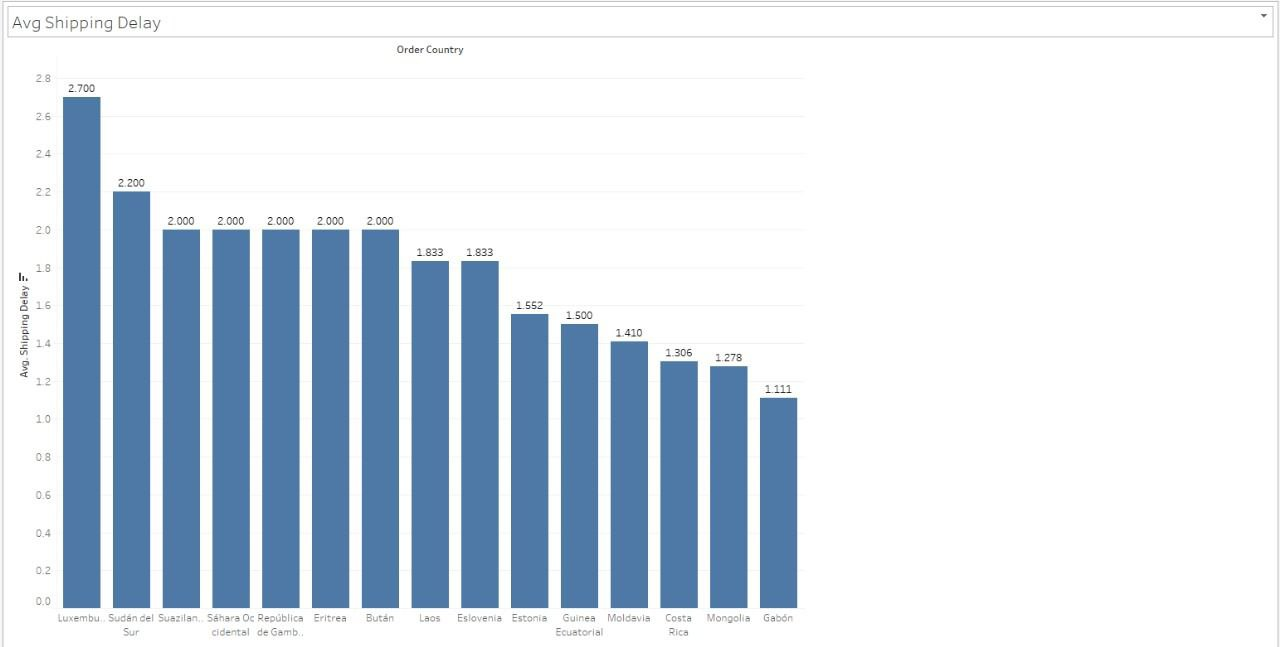 Avg Shipping Delay
Order Country
Avg. Shipping Delay
2.8
2.6
2.4
2.2
2.0
1.8
1.6
1.4
1.2
1.0
0.8
0.6
0.4
0.2
0.0
2.700
2.200
2.000
2.000
2.000
2.000
2.000
1.833
1.833
1.552
1.500
1.410
1.306
1.278
1.111
Luxembu..
Sudán del
Sur
Suazilan..
Sáhara Oc
cidental
República
de Gamb..
Eritrea
Bután
Laos
Eslovenia
Estonia
Guinea
Ecuatorial
Moldavia
Costa
Rica
Mongolia
Gabón